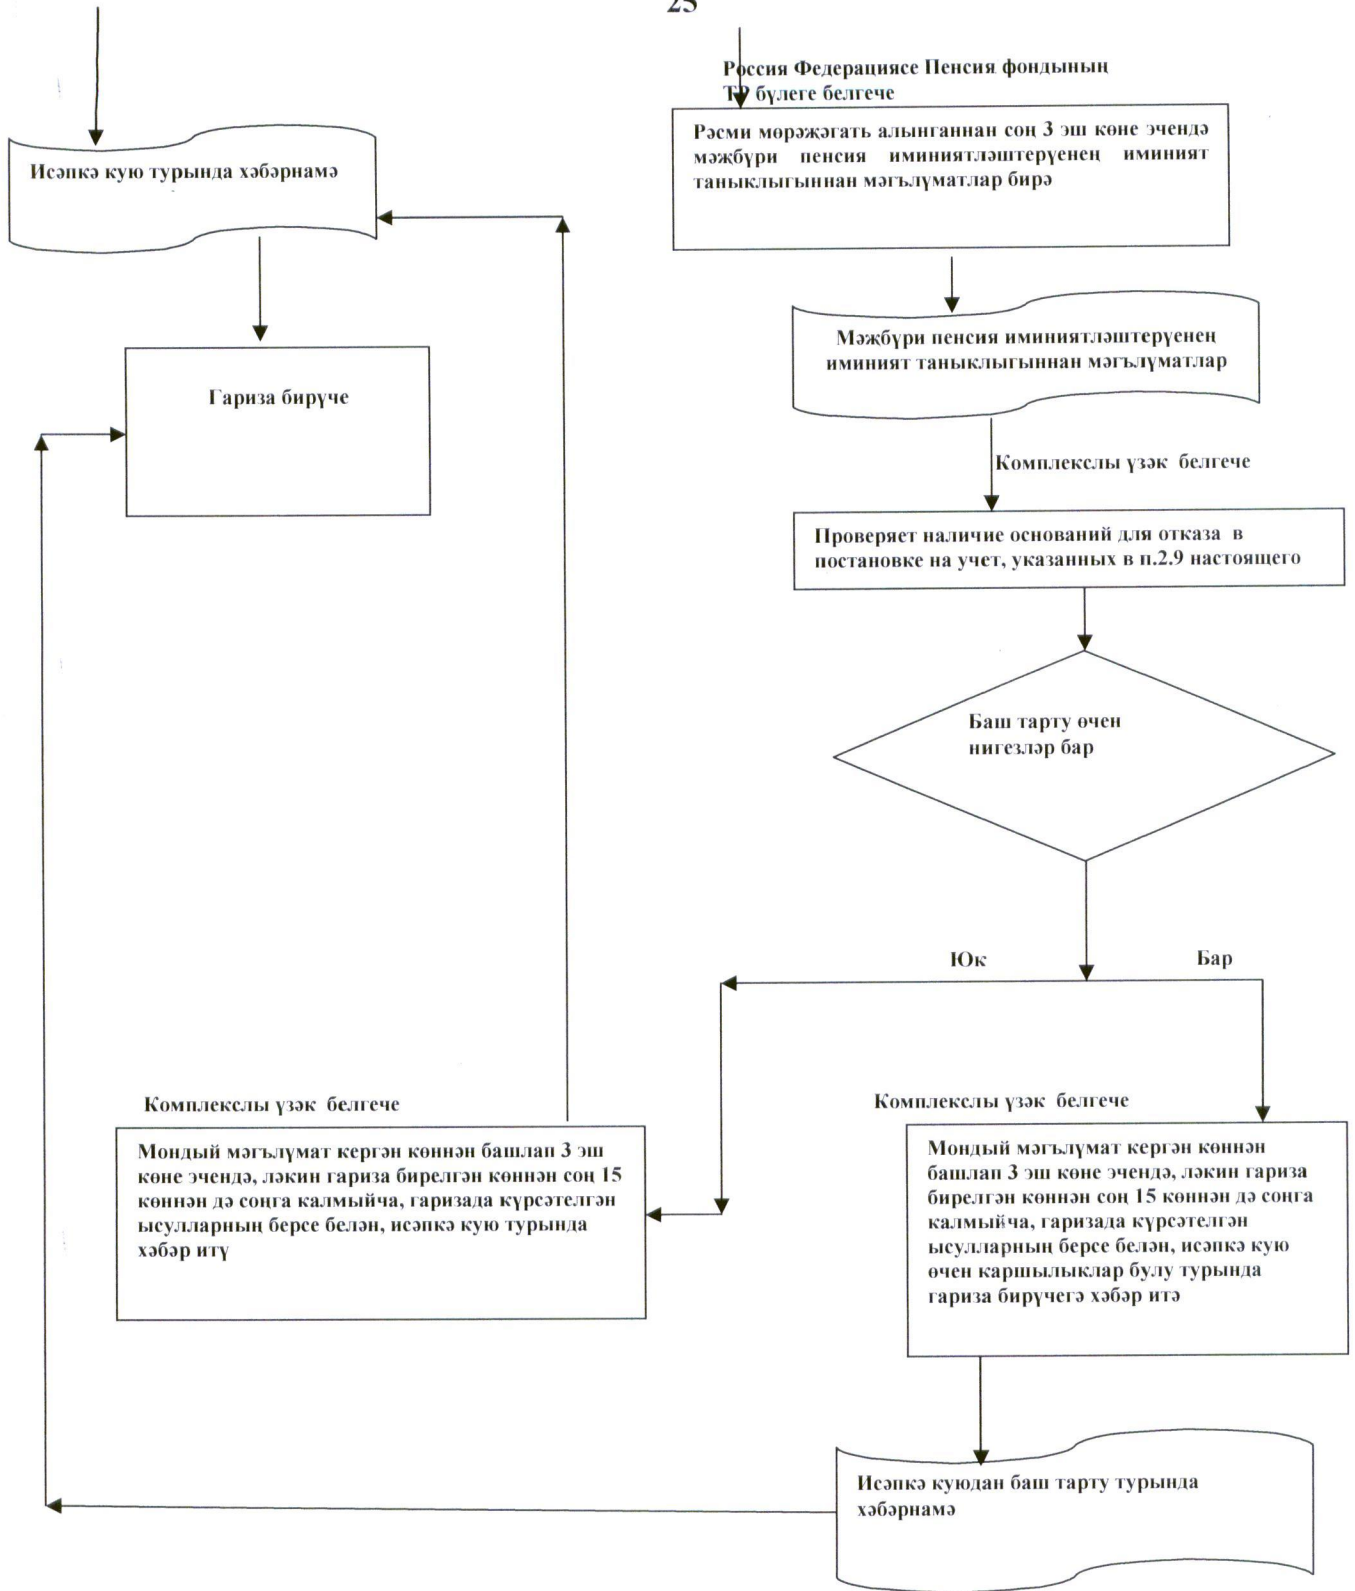 25
Россия Федерациясе Пенсия фондының
ТР бүлеге белгече
Рәсми мөрәҗәгать алынганнан соң 3 эш көне эчендә
мәҗбүри пенсия иминиятләштерүенең иминият
таныклыгыннан мәгълүматлар бирә
Исәпкә кую турында хәбәрнамә
Мәҗбүри пенсия иминиятләштерүенең
иминият таныклыгыннан мәгълүматлар
Гариза бирүче
Комплекслы үзәк белгече
Проверяет наличие оснований для отказа в
постановке на учет, указанных в п.2.9 настоящего
Баш тарту өчен
нигезләр бар
Юк
Бар
Комплекслы үзәк белгече
Мондый мәгълүмат кергән көннән башлап 3 эш
көне эчендә, ләкин гариза бирелгән көннән соң 15
көннән дә соңга калмыйча, гаризада күрсәтелгән
ысулларның берсе белән, исәпкә кую турында
хәбәр итү
Комплекслы үзәк белгече
Мондый мәгълүмат кергән көннән
башлап 3 эш көне эчендә, ләкин гариза
бирелгән көннән соң 15 көннән дә соңга
калмыйча, гаризада күрсәтелгән
ысулларның берсе белән, исәпкә кую
өчен каршылыклар булу турында
гариза бирүчегә хәбәр итә
Исәпкә куюдан баш тарту турында
хәбәрнамә